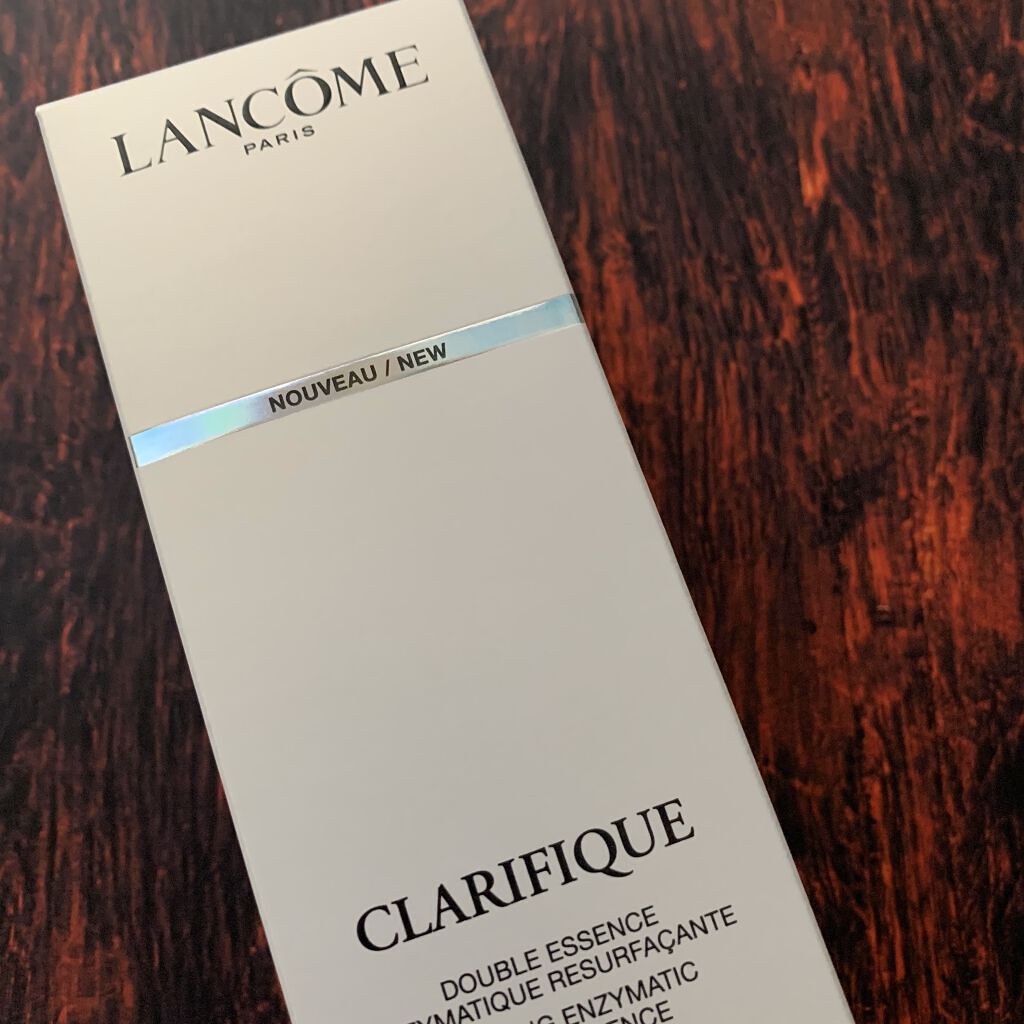 LANCÔME
PARIS
NOUVEAU / NEW
CLARIFIQUE
DOUBLE ESSENCE
RESURFAÇANTE
ENZYMATIC